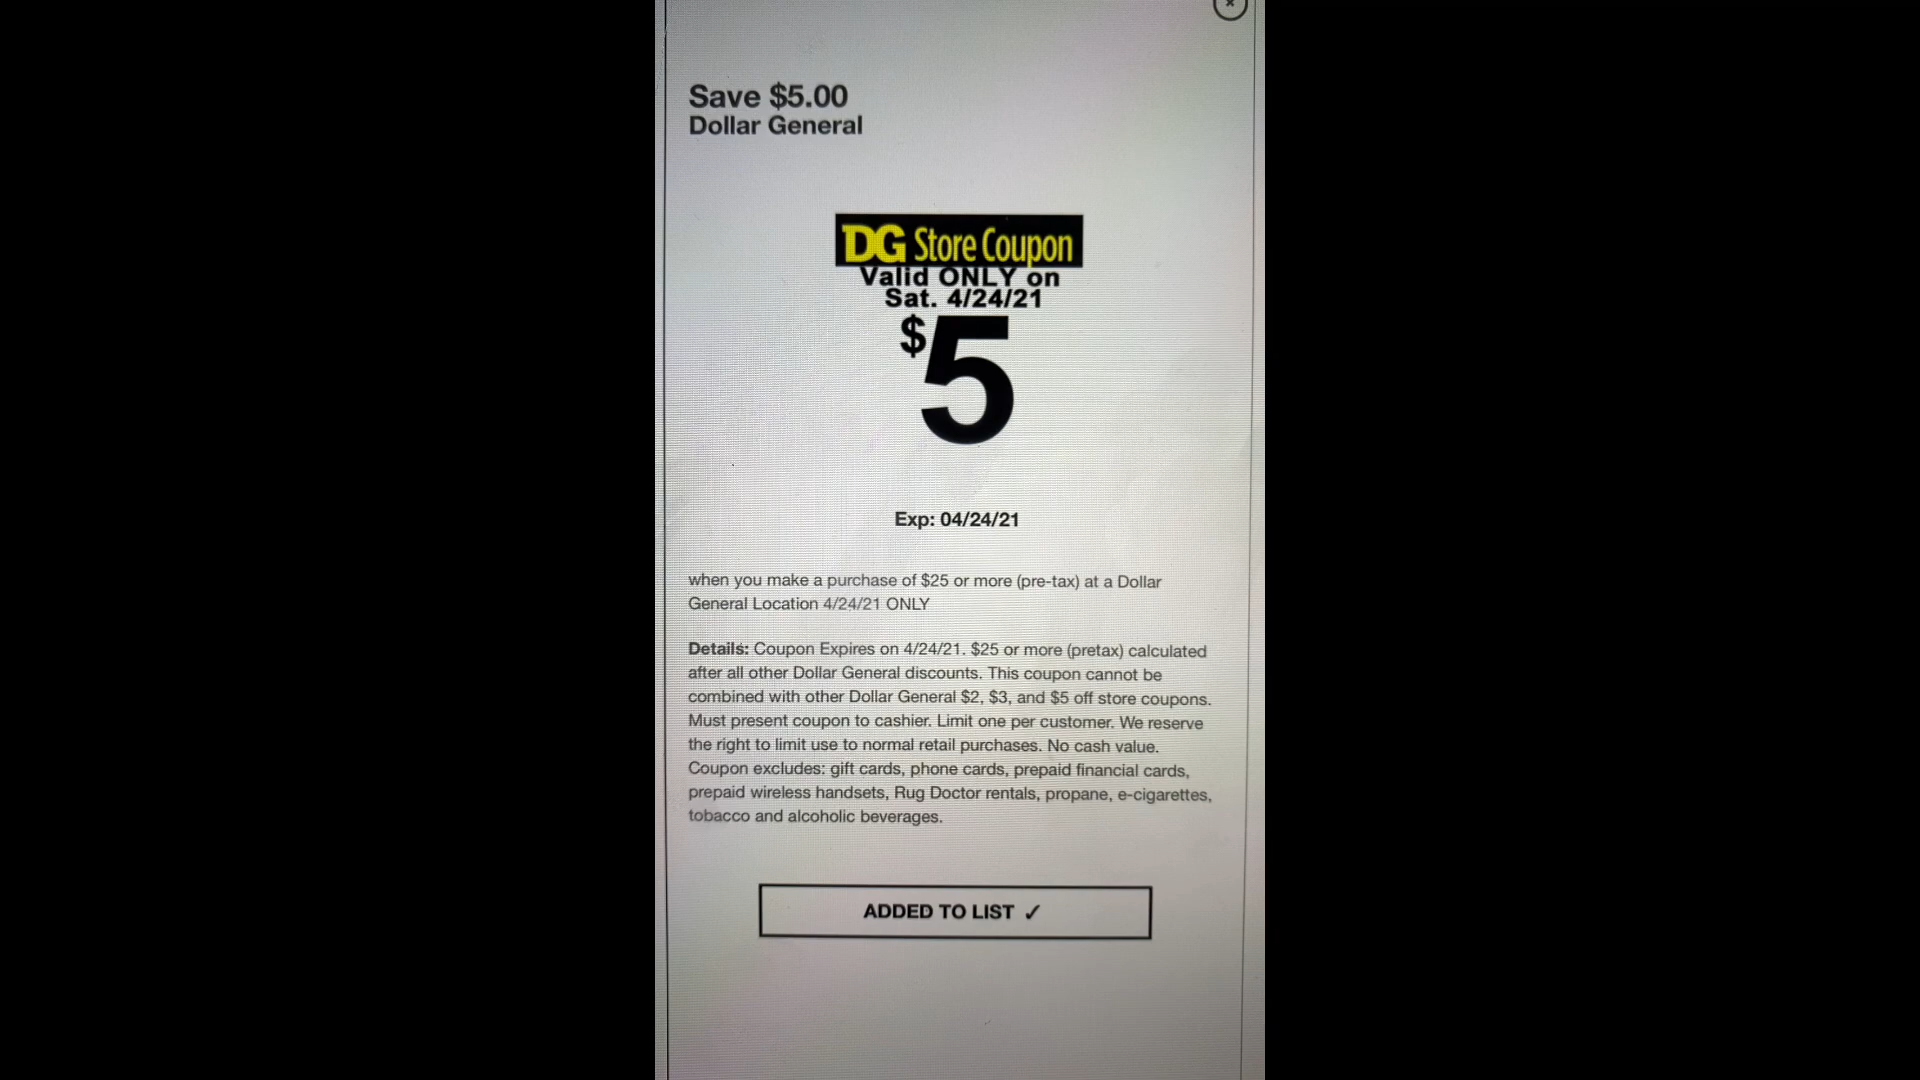 Save $5.00
Dollar General
DG Store Coupon
Valid ONLY on
Sat. 4/24/21
$5
Exp: 04/24/21
when you make a purchase of $25 or more (pre-tax) at a Dollar
General Location 4/24/21 ONLY
Details: Coupon Expires on 4/24/21. $25 or more (pretax) calculated
after all other Dollar General discounts. This coupon cannot be
combined with other Dollar General $2, $3, and $5 off store coupons.
Must present coupon to cashier. Limit one per customer. We reserve
the right to limit use to normal retail purchases. No cash value.
Coupon excludes: gift cards, phone cards, prepaid financial cards,
prepaid wireless handsets, Rug Doctor rentals, propane, e-cigarettes,
tobacco and alcoholic beverages.
ADDED TO LIST ✓